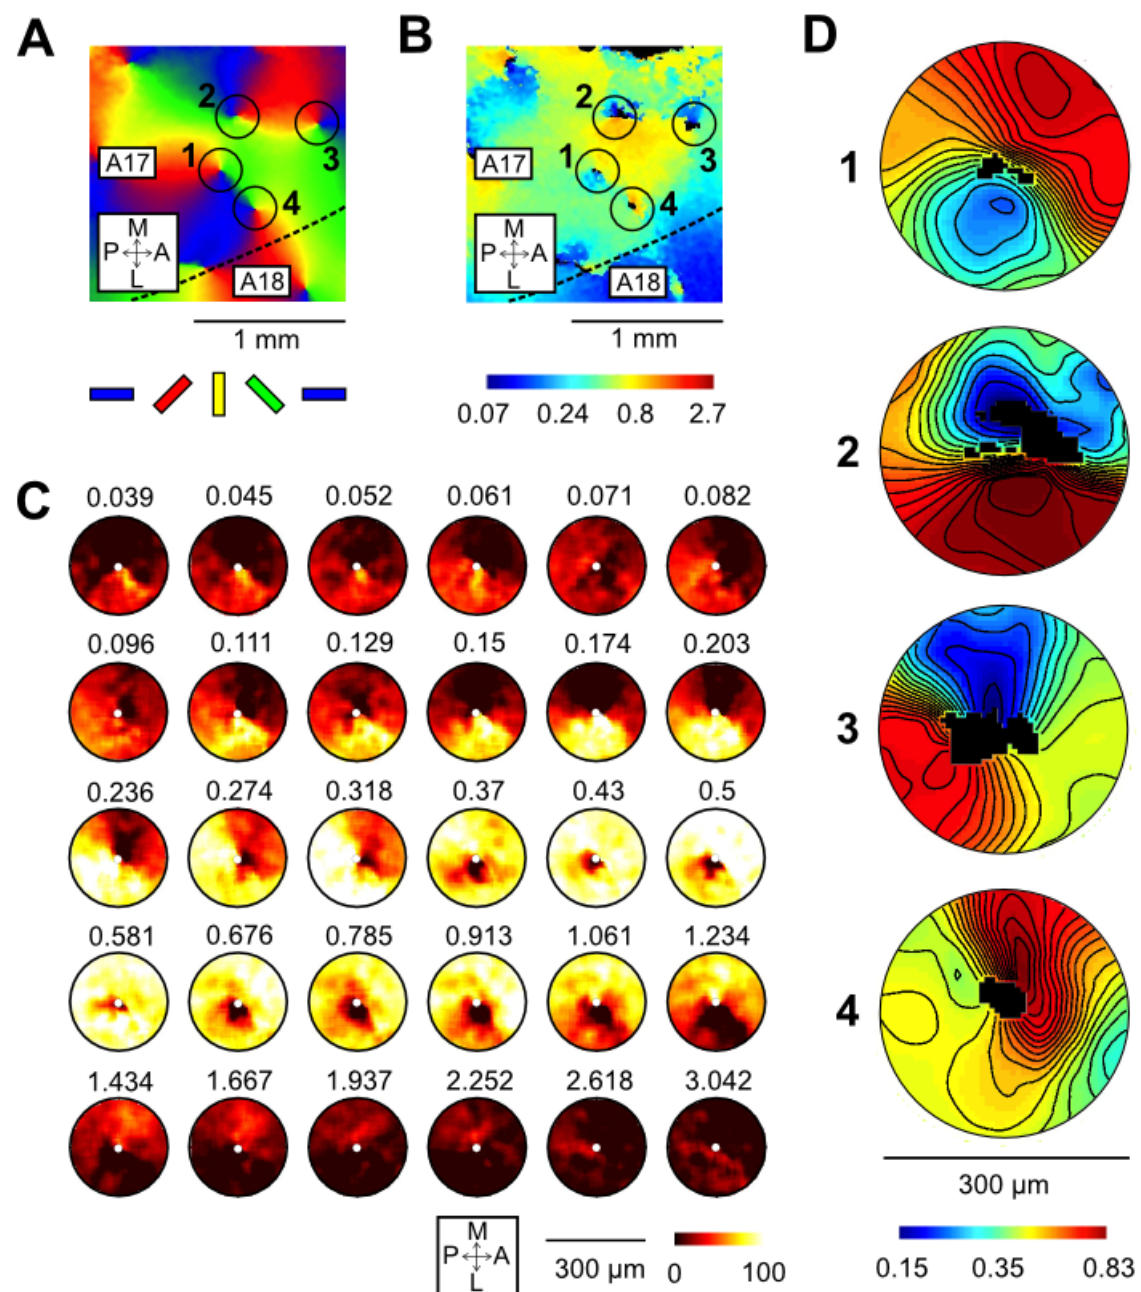 A
B
D
2
3
1
4
A17
A18
M
P A
L
1 mm
2
3
1
4
A17
A18
M
P A
L
1 mm
0.07 0.24 0.8 2.7
C
0.039 0.045 0.052 0.061 0.071 0.082
0.096 0.111 0.129 0.15 0.174 0.203
0.236 0.274 0.318 0.37 0.43 0.5
0.581 0.676 0.785 0.913 1.061 1.234
1.434 1.667 1.937 2.252 2.618 3.042
M
P A
L
300 µm
0 100
1
2
3
4
300 µm
0.15 0.35 0.83